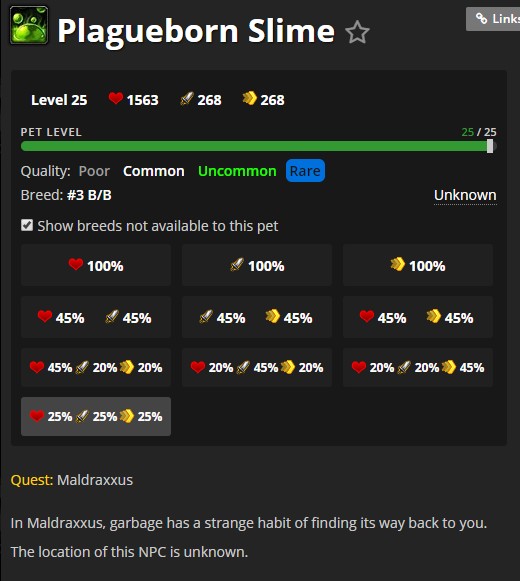 Plagueborn Slime
Links
Level 25 1563 268 268
PET LEVEL 25 / 25
Quality: Poor Common Uncommon Rare
Breed: #3 B/B Unknown
Show breeds not available to this pet
100% 100% 100%
45% 45% 45% 45% 45% 45%
45% 20% 20% 20% 45% 20% 20% 20% 45%
25% 25% 25%
Quest: Maldraxxus
In Maldraxxus, garbage has a strange habit of finding its way back to you.
The location of this NPC is unknown.